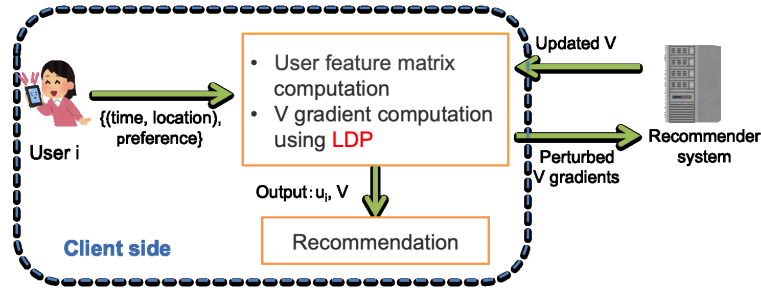 User i
{(time, location),
preference}
• User feature matrix
computation
• V gradient computation
using LDP
Updated V
Perturbed
V gradients
Recommender
system
Output: uᵢ, V
Recommendation
Client side